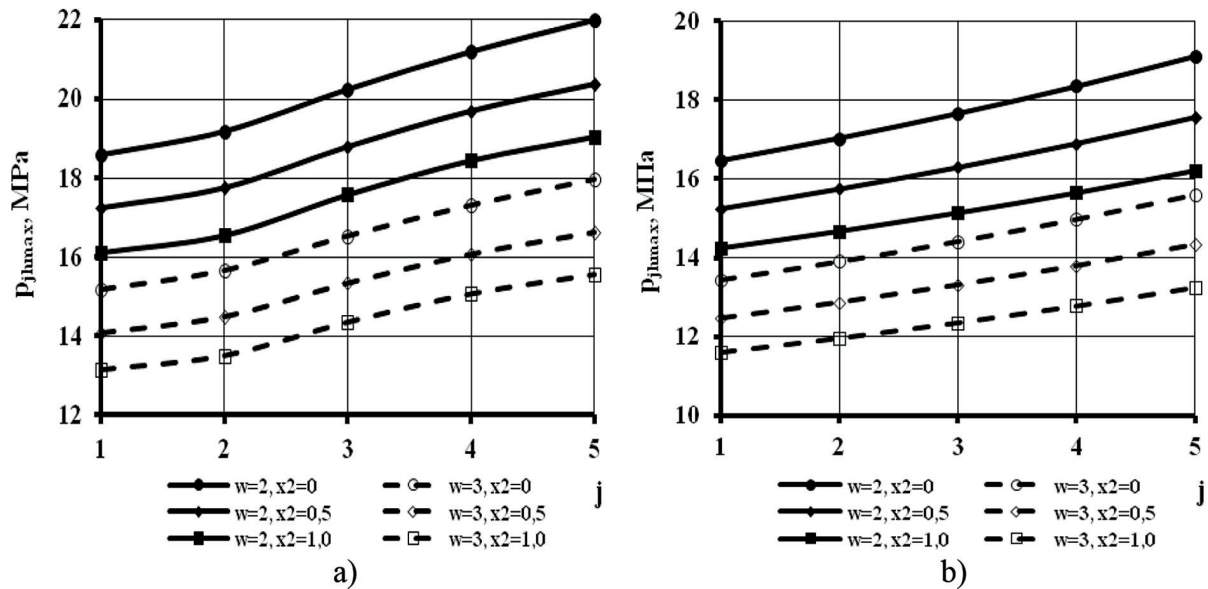 22
20
18
16
14
12
p_jhmax, MPa
1 2 3 4 5
w=2, x2=0
w=3, x2=0
j
w=2, x2=0,5
w=3, x2=0,5
w=2, x2=1,0
w=3, x2=1,0
a)
20
18
16
14
12
10
p_jhmax, МПа
1 2 3 4 5
w=2, x2=0
w=3, x2=0
j
w=2, x2=0,5
w=3, x2=0,5
w=2, x2=1,0
w=3, x2=1,0
b)